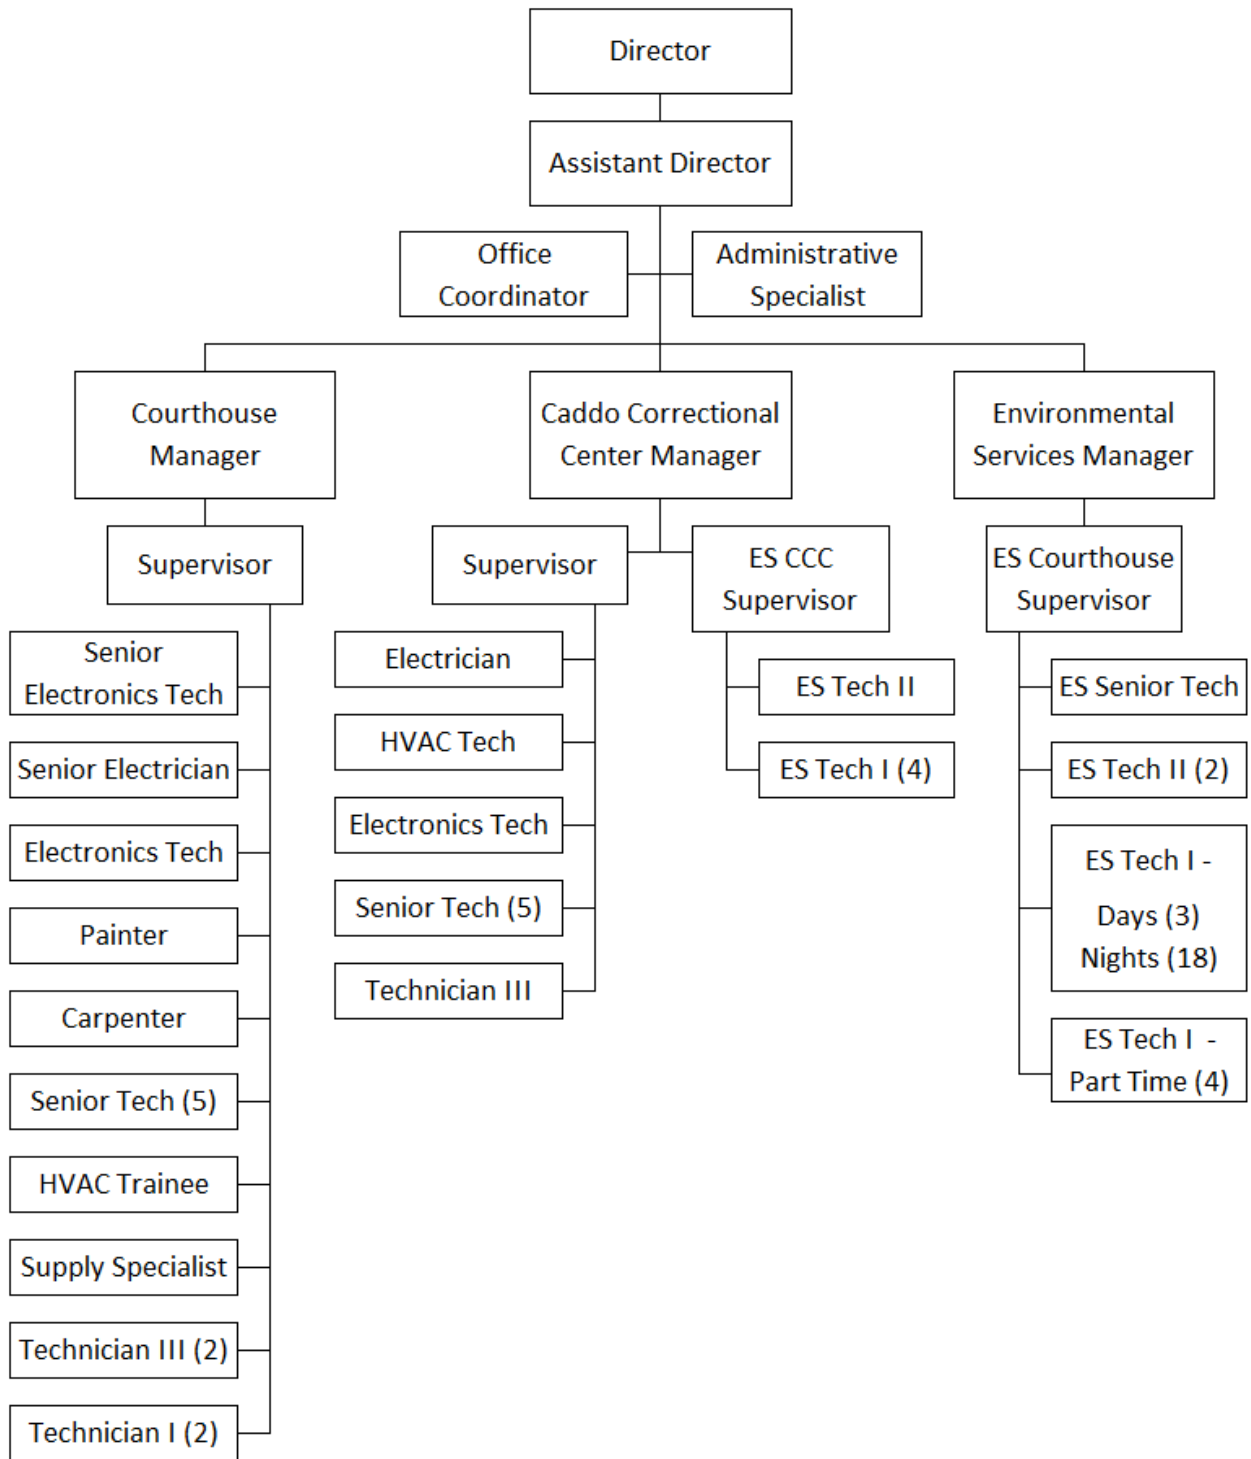 Director
Assistant Director
Office
Coordinator
Administrative
Specialist
Courthouse
Manager
Caddo Correctional
Center Manager
Environmental
Services Manager
Supervisor
Senior
Electronics Tech
Senior Electrician
Electronics Tech
Painter
Carpenter
Senior Tech (5)
HVAC Trainee
Supply Specialist
Technician III (2)
Technician I (2)
Supervisor
Electrician
HVAC Tech
Electronics Tech
Senior Tech (5)
Technician III
ES CCC
Supervisor
ES Tech II
ES Tech I (4)
ES Courthouse
Supervisor
ES Senior Tech
ES Tech II (2)
ES Tech I -
Days (3)
Nights (18)
ES Tech I -
Part Time (4)